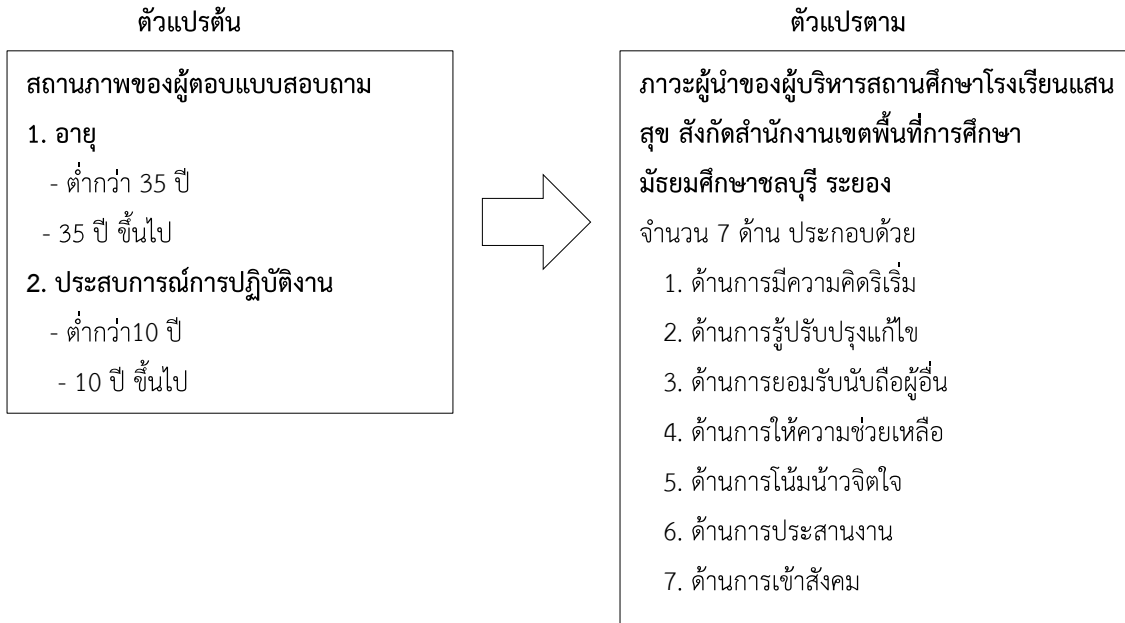 ตัวแปรต้น
สถานภาพของผู้ตอบแบบสอบถาม
1. อายุ
- ต่ำกว่า 35 ปี
- 35 ปี ขึ้นไป
2. ประสบการณ์การปฏิบัติงาน
- ต่ำกว่า10 ปี
- 10 ปี ขึ้นไป
ตัวแปรตาม
ภาวะผู้นำของผู้บริหารสถานศึกษาโรงเรียนแสน
สุข สังกัดสำนักงานเขตพื้นที่การศึกษา
มัธยมศึกษาชลบุรี ระยอง
จำนวน 7 ด้าน ประกอบด้วย
1. ด้านการมีความคิดริเริ่ม
2. ด้านการรู้ปรับปรุงแก้ไข
3. ด้านการยอมรับนับถือผู้อื่น
4. ด้านการให้ความช่วยเหลือ
5. ด้านการโน้มน้าวจิตใจ
6. ด้านการประสานงาน
7. ด้านการเข้าสังคม